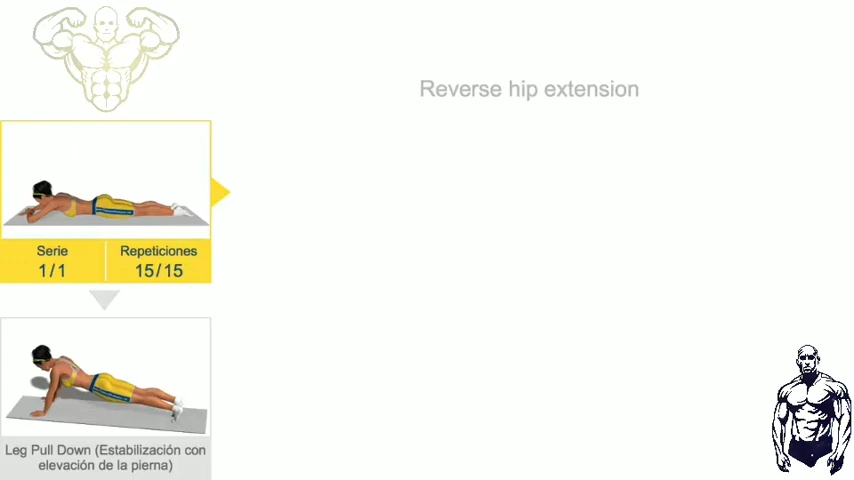 Reverse hip extension
Serie
1/1
Repeticiones
15/15
Leg Pull Down (Estabilización con
elevación de la pierna)